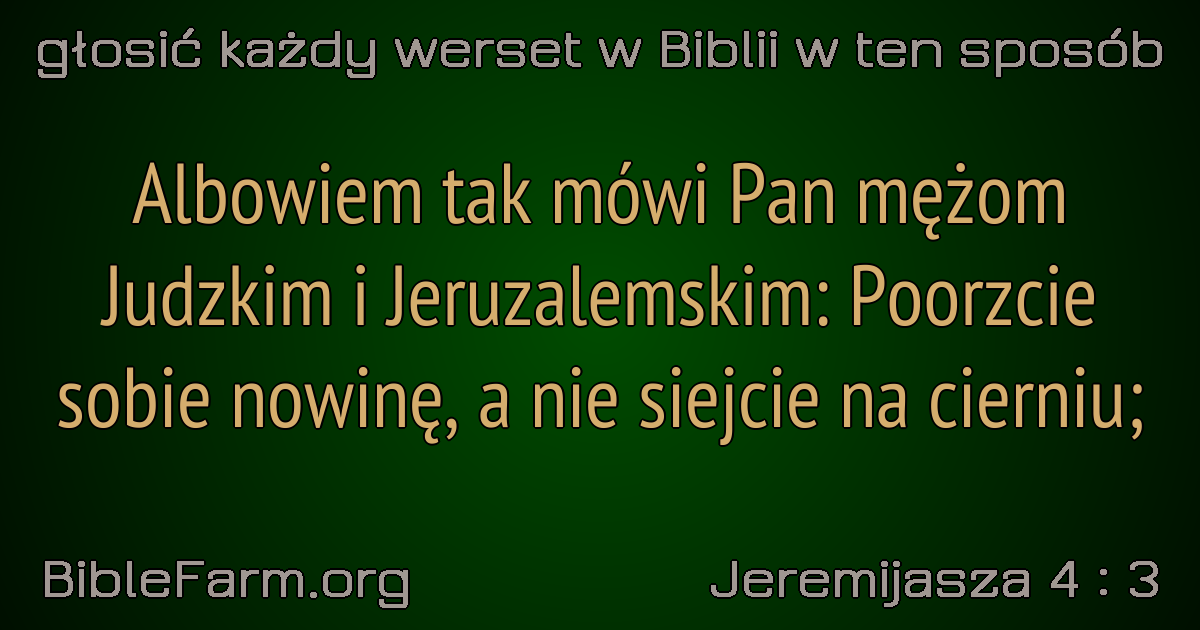 głosić każdy werset w Biblii w ten sposób
Albowiem tak mówi Pan mężom
Judzkim i Jeruzalemskim: Poorzcie
sobie nowinę, a nie siejcie na cierniu;
BibleFarm.org
Jeremijasza 4 : 3